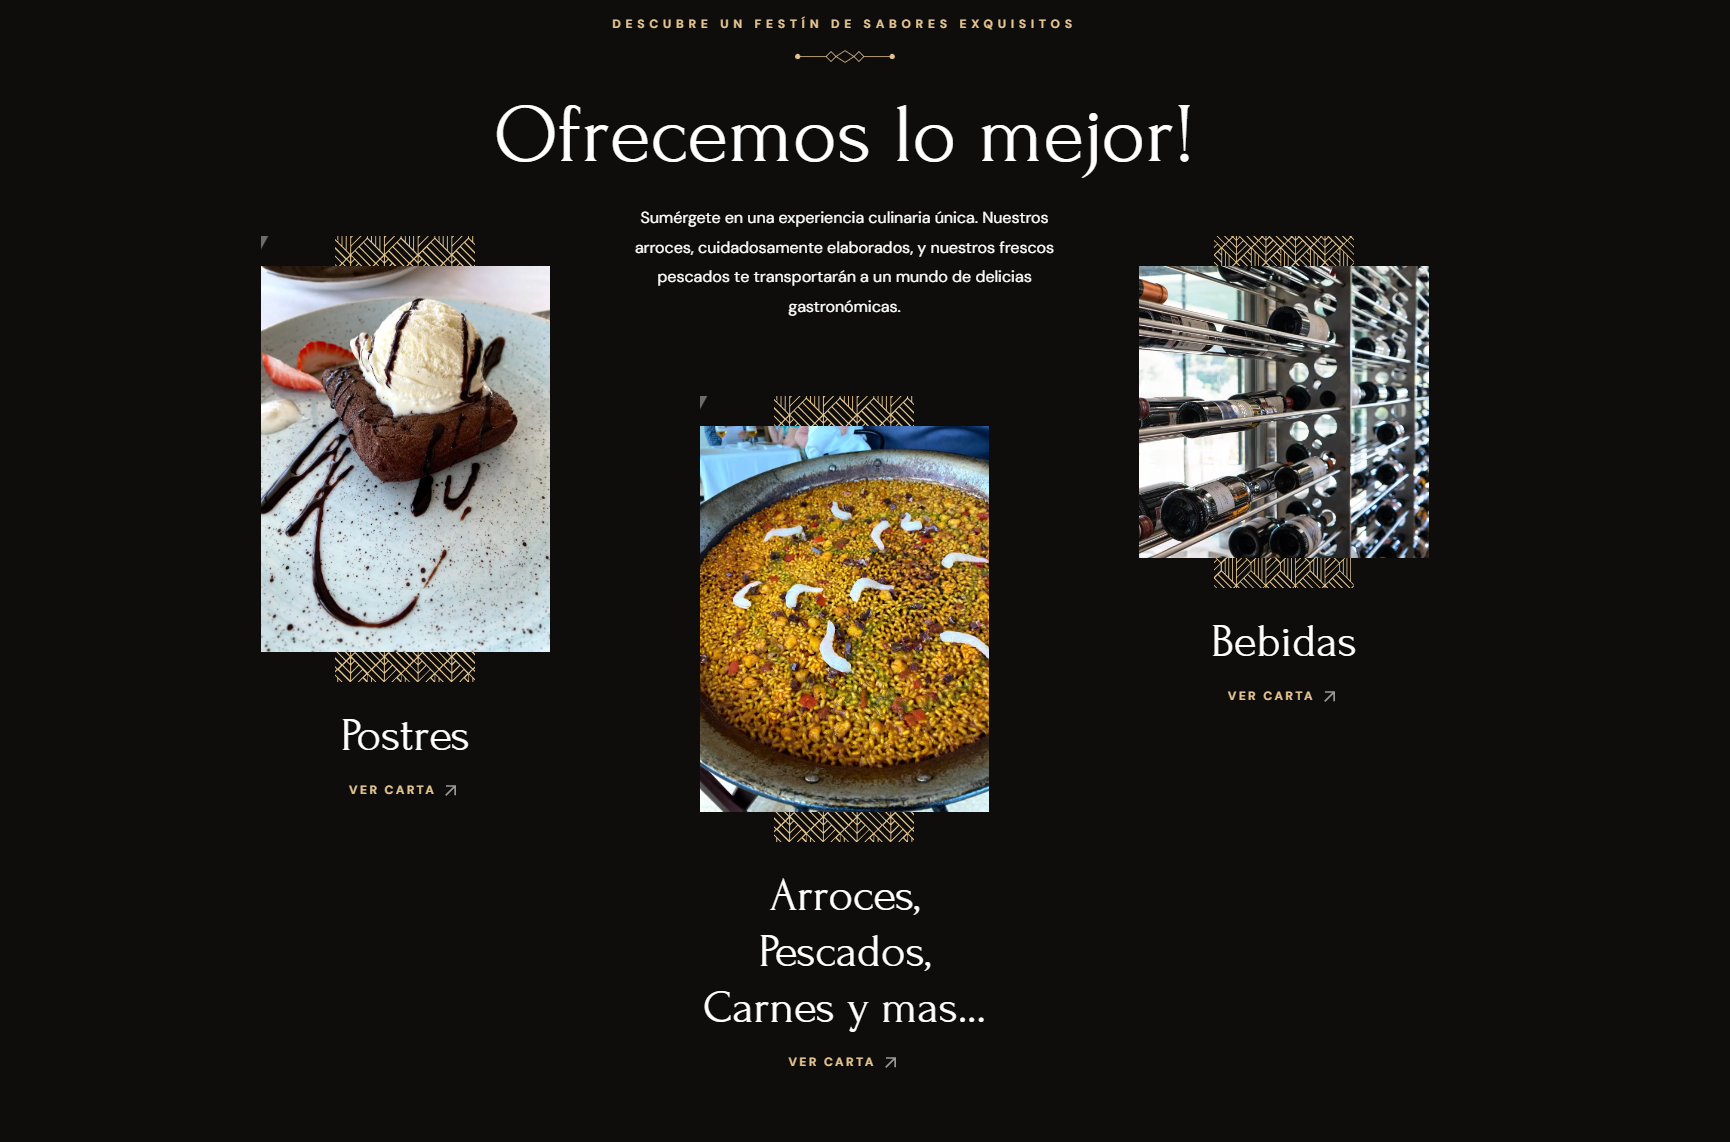 DESCUBRE UN FESTÍN DE SABORES EXQUISITOS
Ofrecemos lo mejor!
Sumérgete en una experiencia culinaria única. Nuestros
arroces, cuidadosamente elaborados, y nuestros frescos
pescados te transportarán a un mundo de delicias
gastronómicas.
Postres
VER CARTA
Arroces,
Pescados,
Carnes y mas...
VER CARTA
Bebidas
VER CARTA